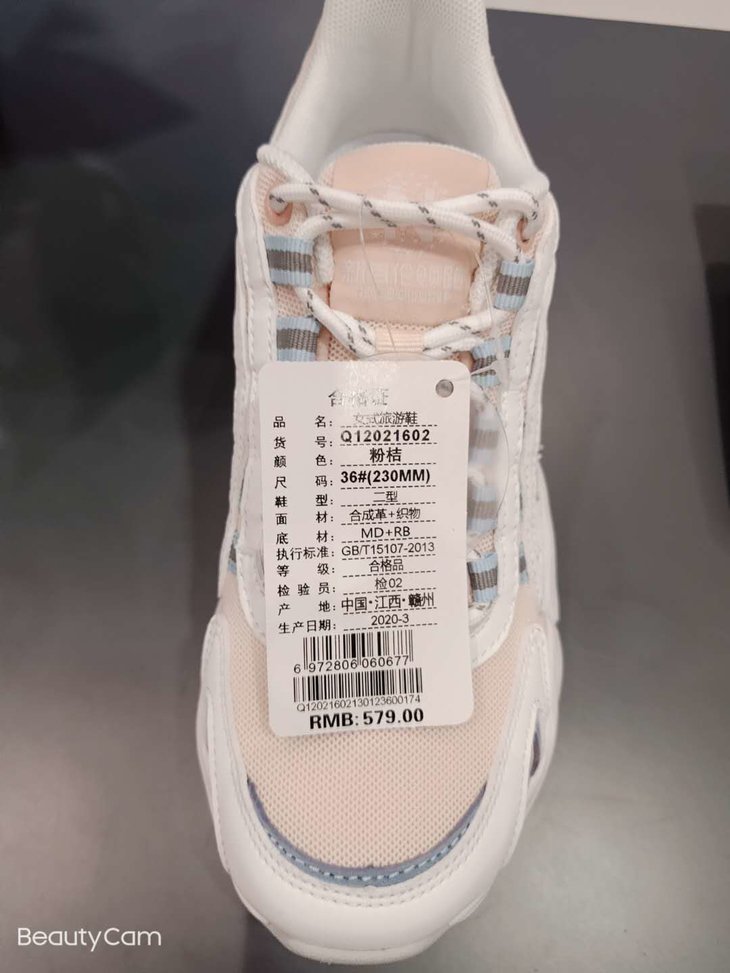 合格证
品 名: 女式旅游鞋
货 号: Q12021602
颜 色: 粉桔
尺 码: 36#(230MM)
鞋 型: 二型
面 材: 合成革+织物
底 材: MD+RB
执行标准: GB/T15107-2013
等 级: 合格品
检 验 员: 检02
产 地: 中国·江西·赣州
生产日期: 2020-3
6 972806 060677
Q12021602130123600174
RMB: 579.00
BeautyCam